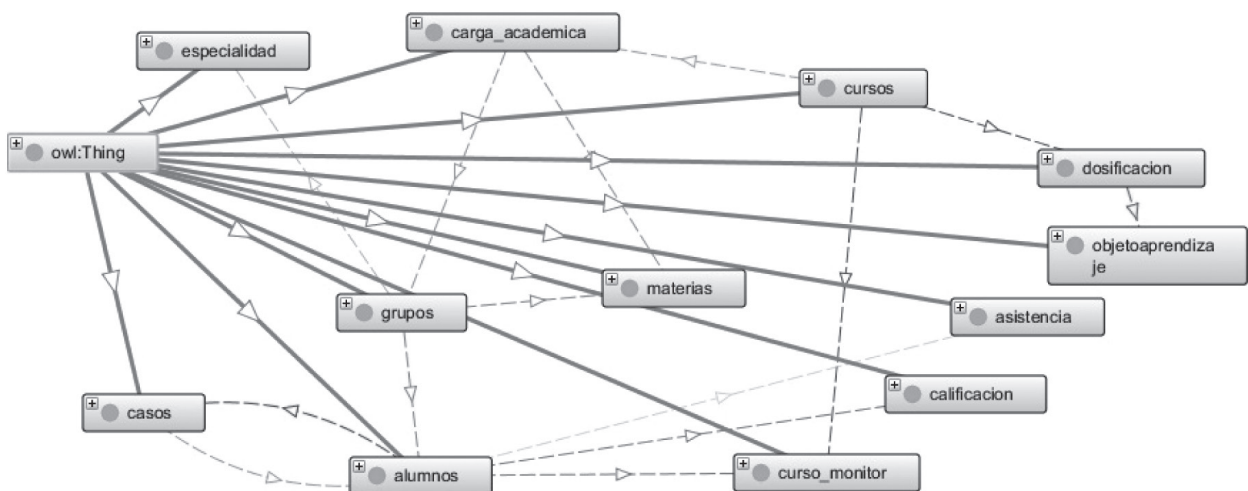 especialidad
carga_academica
cursos
owl:Thing
dosificacion
objetoaprendiza
je
materias
grupos
asistencia
calificacion
casos
alumnos
curso_monitor